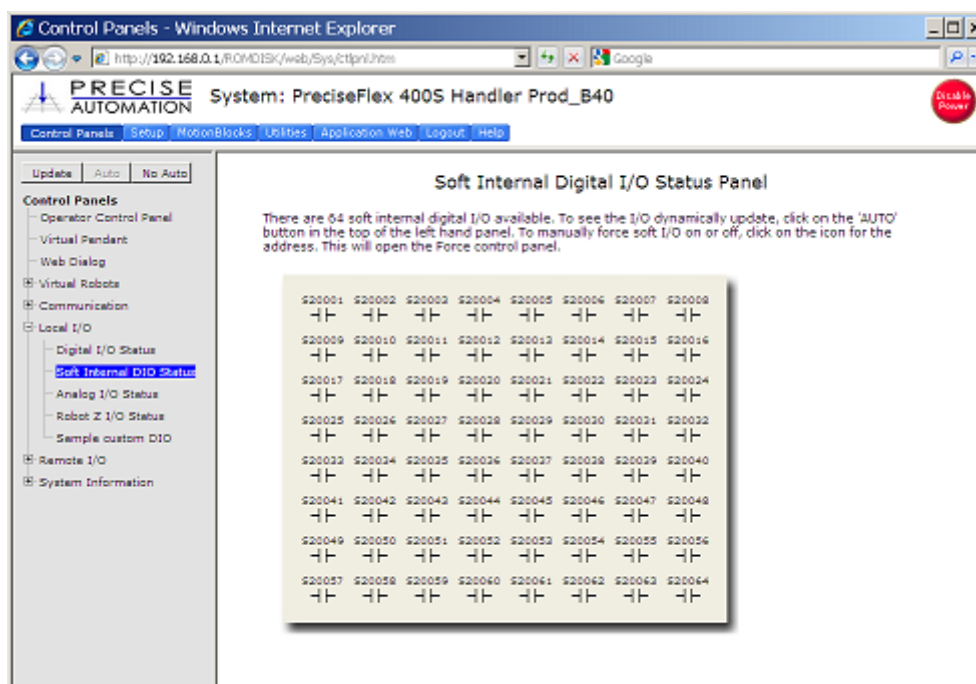 Control Panels - Windows Internet Explorer
http://192.168.0.1/ROMDISK/web/Sys/ctlpnl.htm
Google
PRECISE
AUTOMATION
System: PreciseFlex 400S Handler Prod_B40
Disable
Power
Control Panels Setup MotionBlocks Utilities Application Web Logout Help
Update Auto No Auto
Control Panels
Operator Control Panel
Virtual Pendant
Web Dialog
Virtual Robots
Communication
Local I/O
Digital I/O Status
Soft Internal DIO Status
Analog I/O Status
Robot Z I/O Status
Sample custom DIO
Remote I/O
System Information
Soft Internal Digital I/O Status Panel
There are 64 soft internal digital I/O available. To see the I/O dynamically update, click on the 'AUTO'
button in the top of the left hand panel. To manually force soft I/O on or off, click on the icon for the
address. This will open the Force control panel.
S20001 S20002 S20003 S20004 S20005 S20006 S20007 S20008
S20009 S20010 S20011 S20012 S20013 S20014 S20015 S20016
S20017 S20018 S20019 S20020 S20021 S20022 S20023 S20024
S20025 S20026 S20027 S20028 S20029 S20030 S20031 S20032
S20033 S20034 S20035 S20036 S20037 S20038 S20039 S20040
S20041 S20042 S20043 S20044 S20045 S20046 S20047 S20048
S20049 S20050 S20051 S20052 S20053 S20054 S20055 S20056
S20057 S20058 S20059 S20060 S20061 S20062 S20063 S20064